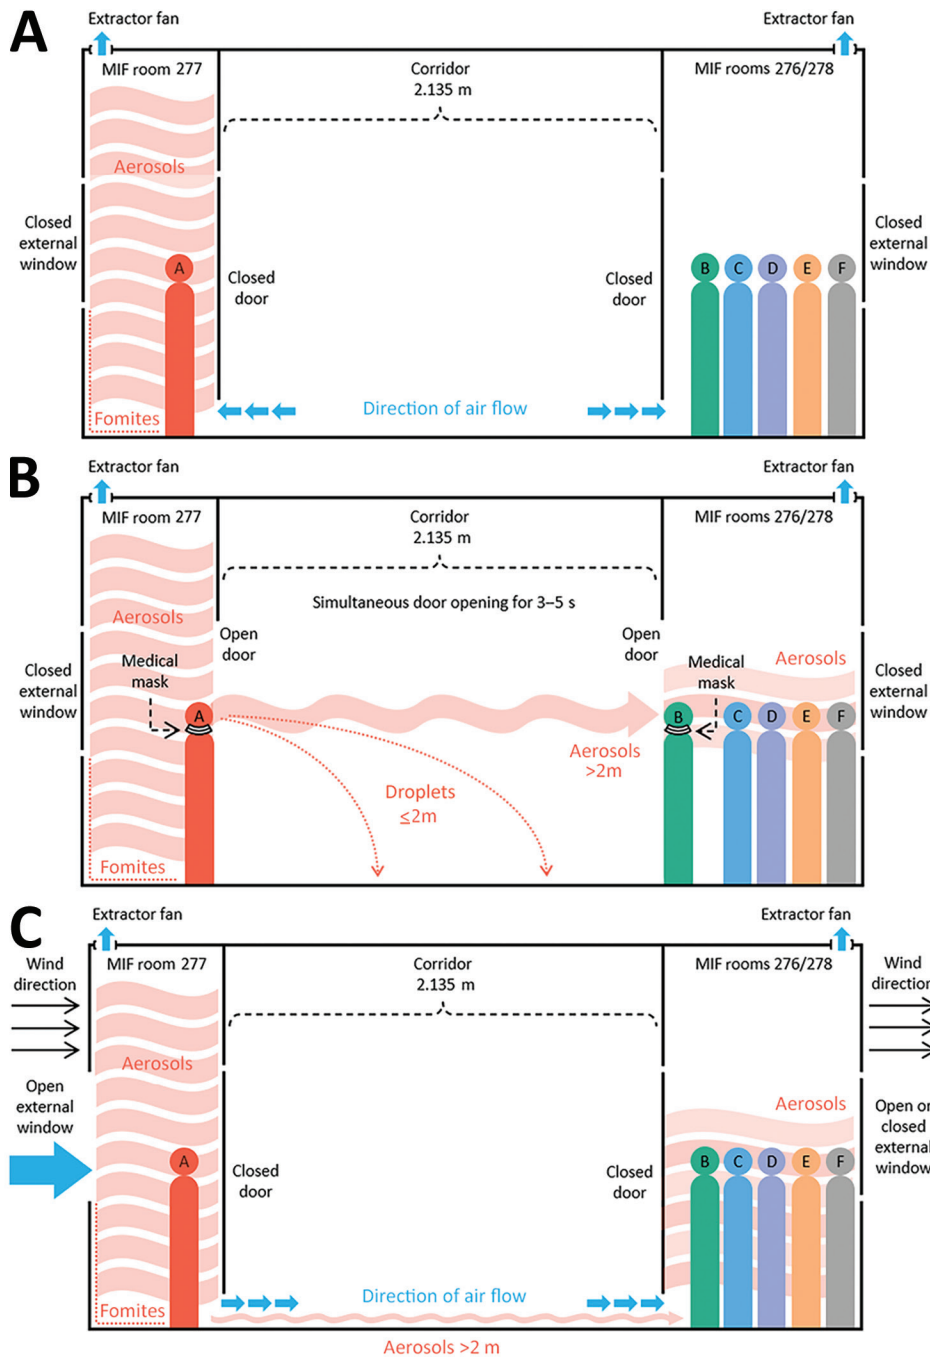 A
Extractor fan
Extractor fan
MIF room 277
Corridor
2.135 m
MIF rooms 276/278
Aerosols
Closed
external
window
A
Closed
door
Closed
door
B
C
D
E
F
Closed
external
window
Fomites
Direction of air flow
B
Extractor fan
Extractor fan
MIF room 277
Corridor
2.135 m
MIF rooms 276/278
Simultaneous door opening for 3–5 s
Aerosols
Open
door
Open
door
Closed
external
window
Medical
mask
Medical
mask
Aerosols
Closed
external
window
A
B
C
D
E
F
Aerosols
>2m
Droplets
≤2m
Fomites
C
Extractor fan
Extractor fan
Wind
direction
MIF room 277
Corridor
2.135 m
MIF rooms 276/278
Wind
direction
Aerosols
Open
external
window
Aerosols
Open or
closed
external
window
A
Closed
door
Closed
door
B
C
D
E
F
Fomites
Direction of air flow
Aerosols >2 m